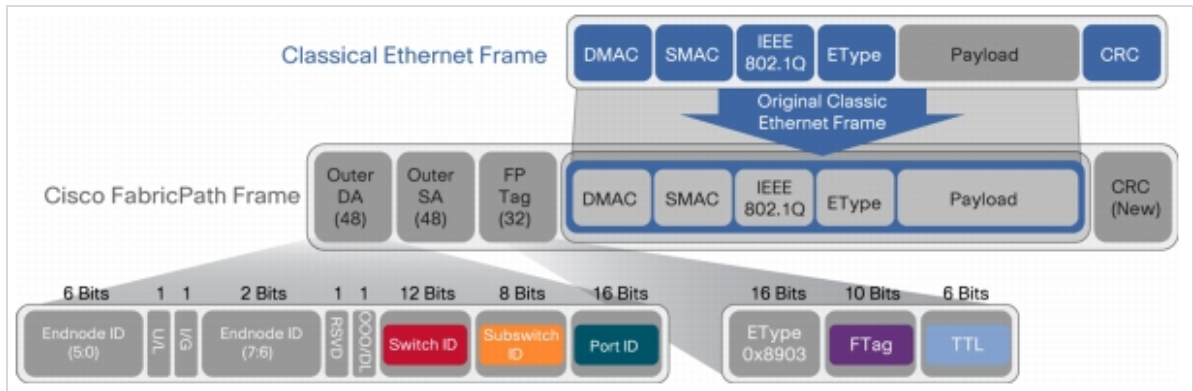 Classical Ethernet Frame
DMAC
SMAC
IEEE
802.1Q
EType
Payload
CRC
Original Classic
Ethernet Frame
Cisco FabricPath Frame
Outer
DA
(48)
Outer
SA
(48)
FP
Tag
(32)
DMAC
SMAC
IEEE
802.1Q
EType
Payload
CRC
(New)
6 Bits
1
1
2 Bits
1
1
12 Bits
8 Bits
16 Bits
Endnode ID
(5:0)
U/L
I/G
Endnode ID
(7:6)
RSVD
OOO/DL
Switch ID
Subswitch
ID
Port ID
16 Bits
10 Bits
6 Bits
EType
0x8903
FTag
TTL